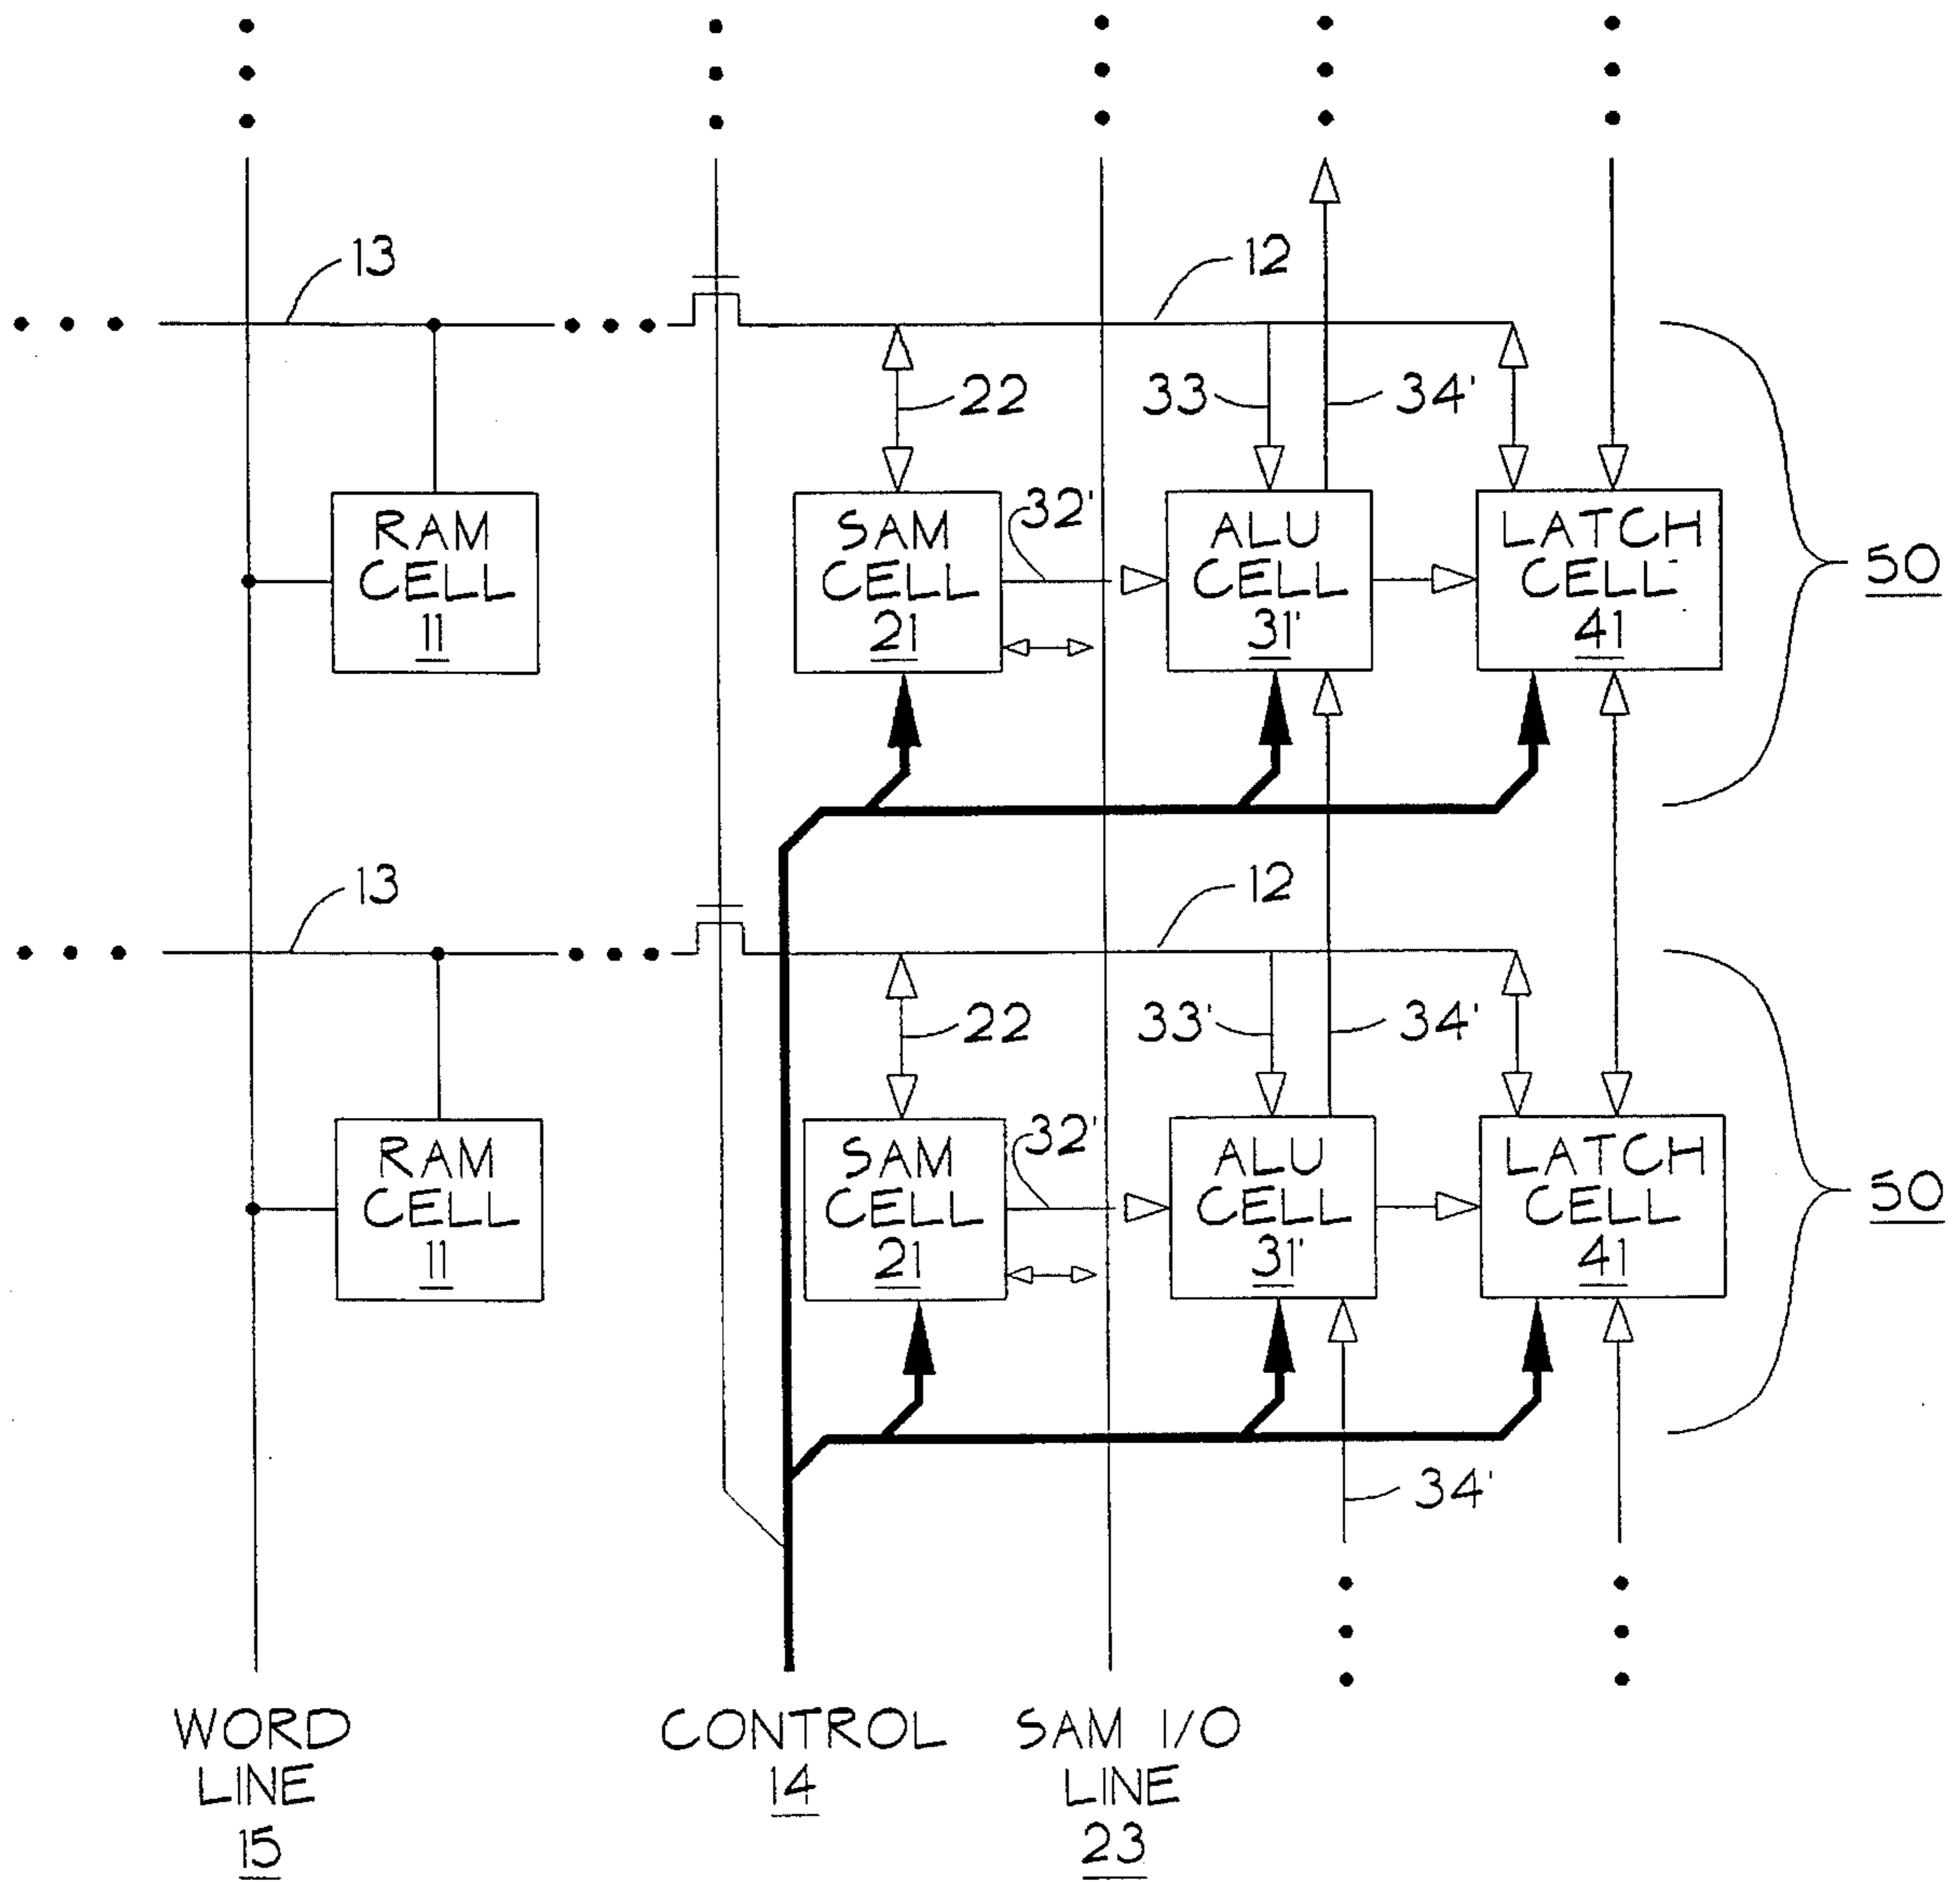 13
12
22
33
34'
RAM
CELL
11
SAM
CELL
21
32'
ALU
CELL
31'
LATCH
CELL
41
50
13
12
22
33'
34'
RAM
CELL
11
SAM
CELL
21
32'
ALU
CELL
31'
LATCH
CELL
41
50
34'
WORD
LINE
15
CONTROL
14
SAM I/O
LINE
23